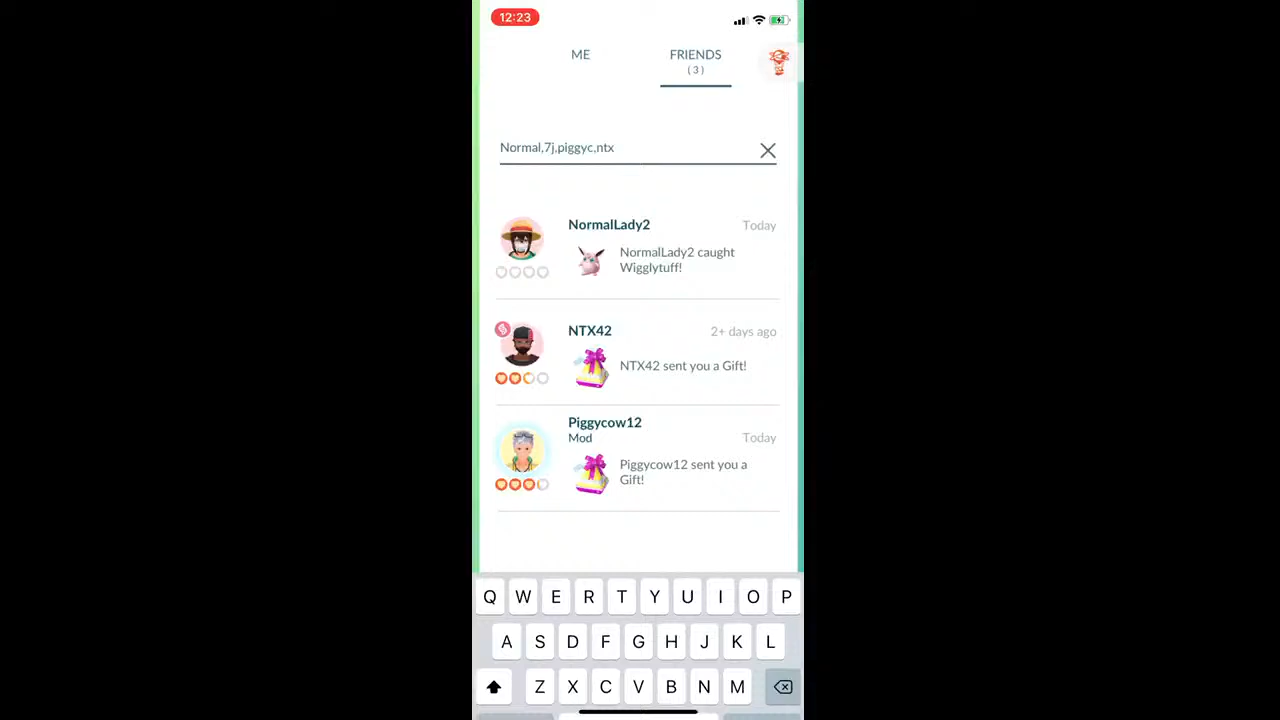 12:23
ME
FRIENDS
(3)
Normal,7j,piggyc,ntx
NormalLady2
Today
NormalLady2 caught
Wigglytuff!
NTX42
2+ days ago
NTX42 sent you a Gift!
Piggycow12
Mod
Today
Piggycow12 sent you a
Gift!
Q W E R T Y U I O P
A S D F G H J K L
Z X C V B N M